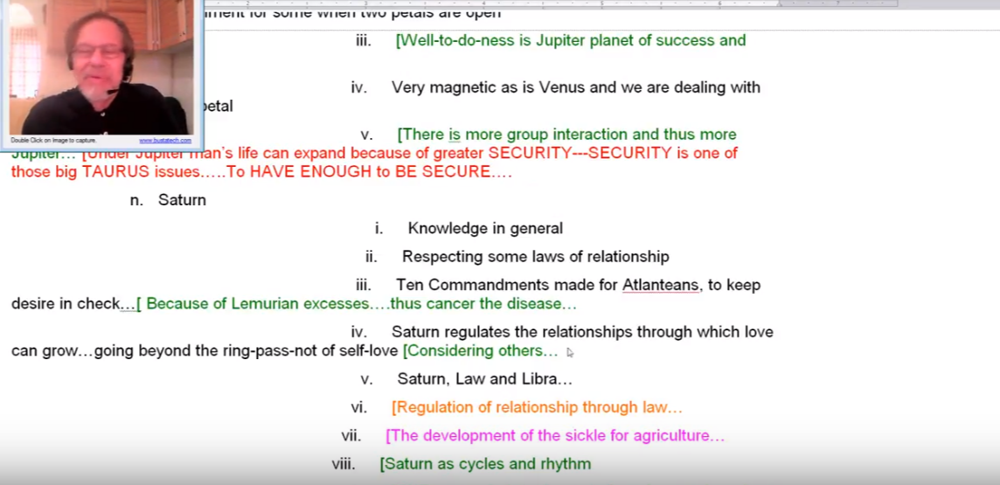 ment for some when two petals are open
iii. [Well-to-do-ness is Jupiter planet of success and
iv. Very magnetic as is Venus and we are dealing with
petal
v. [There is more group interaction and thus more
Jupiter… [Under Jupiter man's life can expand because of greater SECURITY---SECURITY is one of
those big TAURUS issues…..To HAVE ENOUGH to BE SECURE….
n. Saturn
i. Knowledge in general
ii. Respecting some laws of relationship
iii. Ten Commandments made for Atlanteans, to keep
desire in check…[ Because of Lemurian excesses….thus cancer the disease…
iv. Saturn regulates the relationships through which love
can grow…going beyond the ring-pass-not of self-love [Considering others…
v. Saturn, Law and Libra…
vi. [Regulation of relationship through law…
vii. [The development of the sickle for agriculture…
viii. [Saturn as cycles and rhythm
Double Click on Image to capture. www.bustatech.com